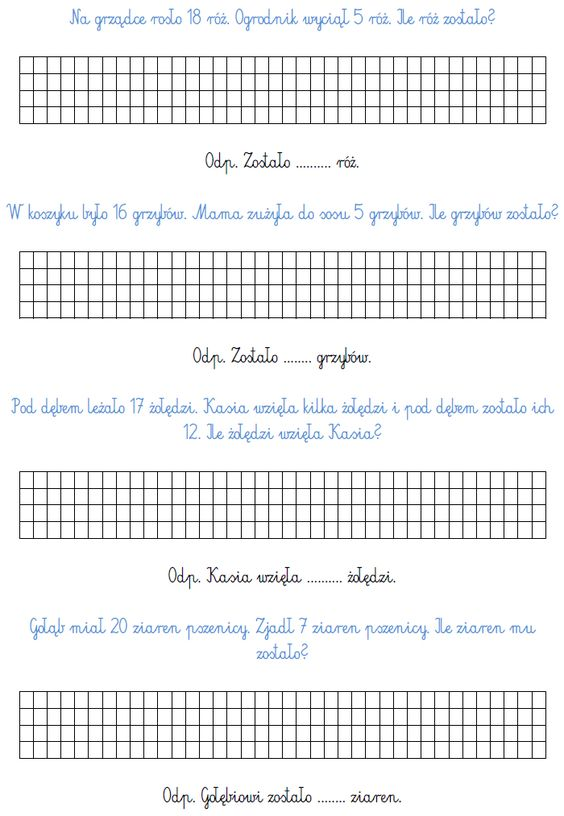 Na grządce rosło 18 róż. Ogrodnik wyciął 5 róż. Ile róż zostało?
Odp. Zostało .......... róż.
W koszyku było 16 grzybów. Mama zużyła do sosu 5 grzybów. Ile grzybów zostało?
Odp. Zostało ........ grzybów.
Pod dębem leżało 17 żołędzi. Kasia wzięła kilka żołędzi i pod dębem zostało ich
12. Ile żołędzi wzięła Kasia?
Odp. Kasia wzięła .......... żołędzi.
Gołąb miał 20 ziaren pszenicy. Zjadł 7 ziaren pszenicy. Ile ziaren mu
zostało?
Odp. Gołębiowi zostało ........ ziaren.